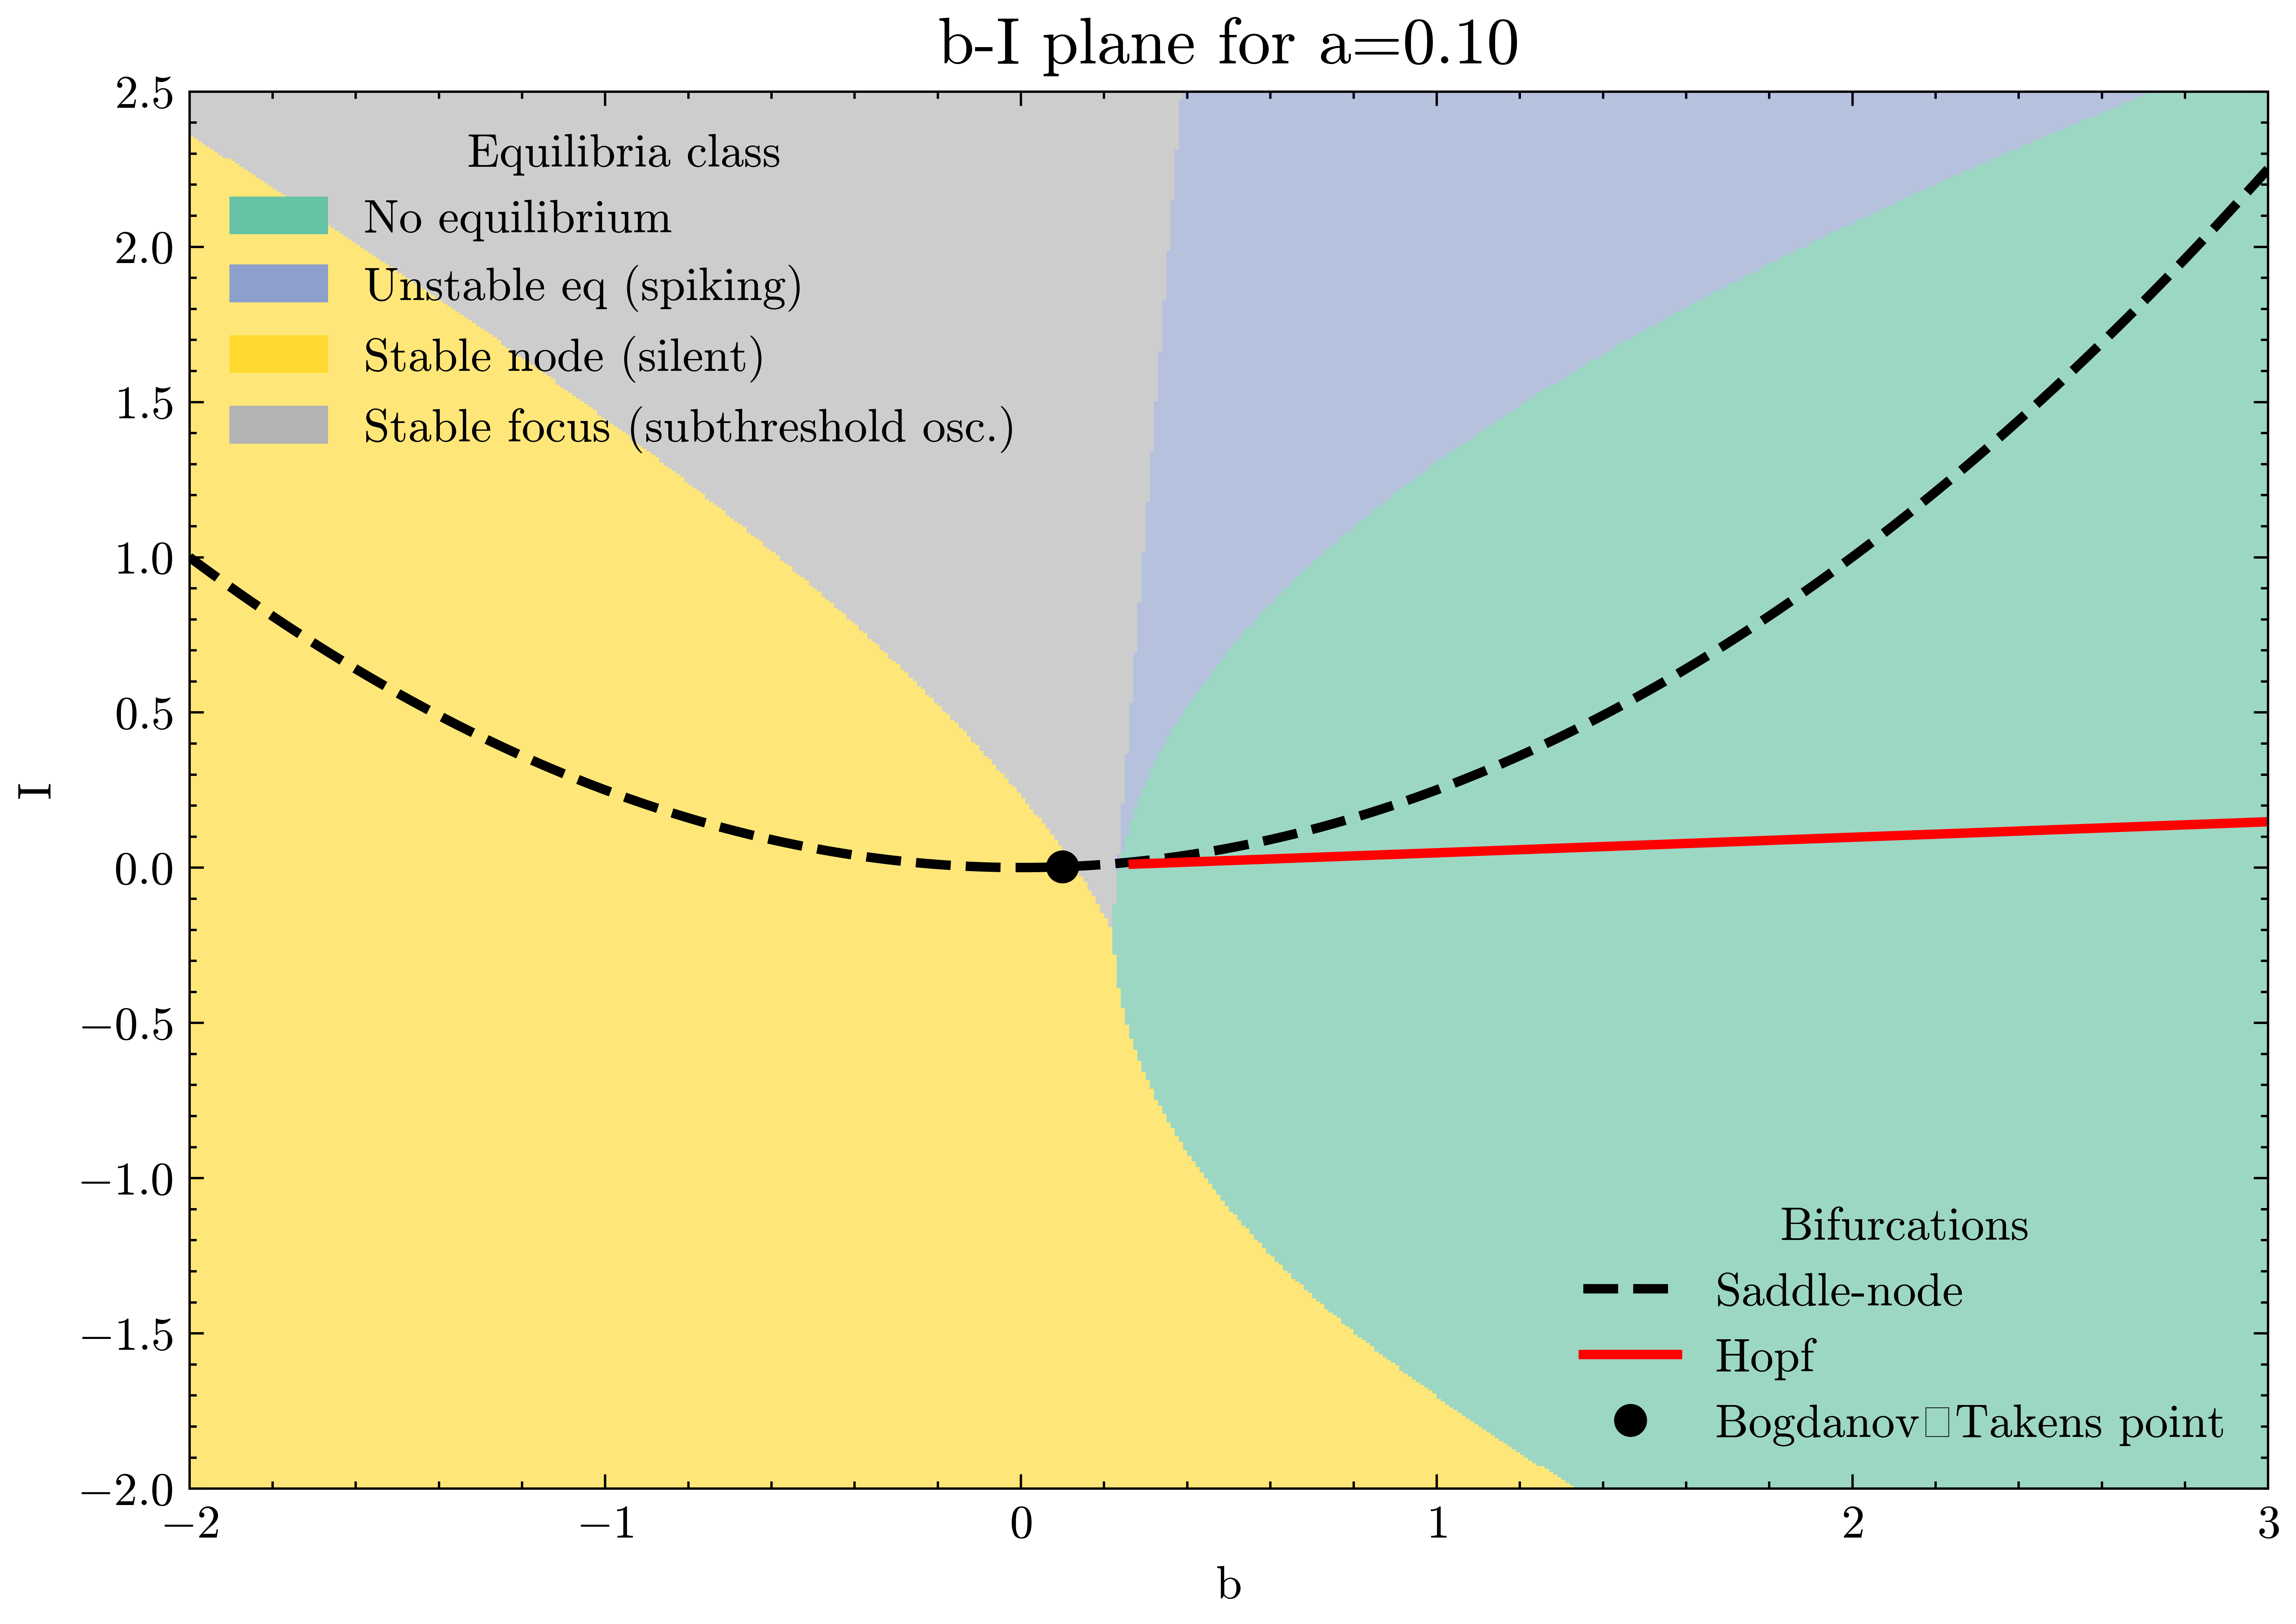 b-I plane for a=0.10
2.5
2.0
1.5
1.0
0.5
0.0
−0.5
−1.0
−1.5
−2.0
I
Equilibria class
No equilibrium
Unstable eq (spiking)
Stable node (silent)
Stable focus (subthreshold osc.)
Bifurcations
Saddle-node
Hopf
Bogdanov□Takens point
−2
−1
0
1
2
3
b